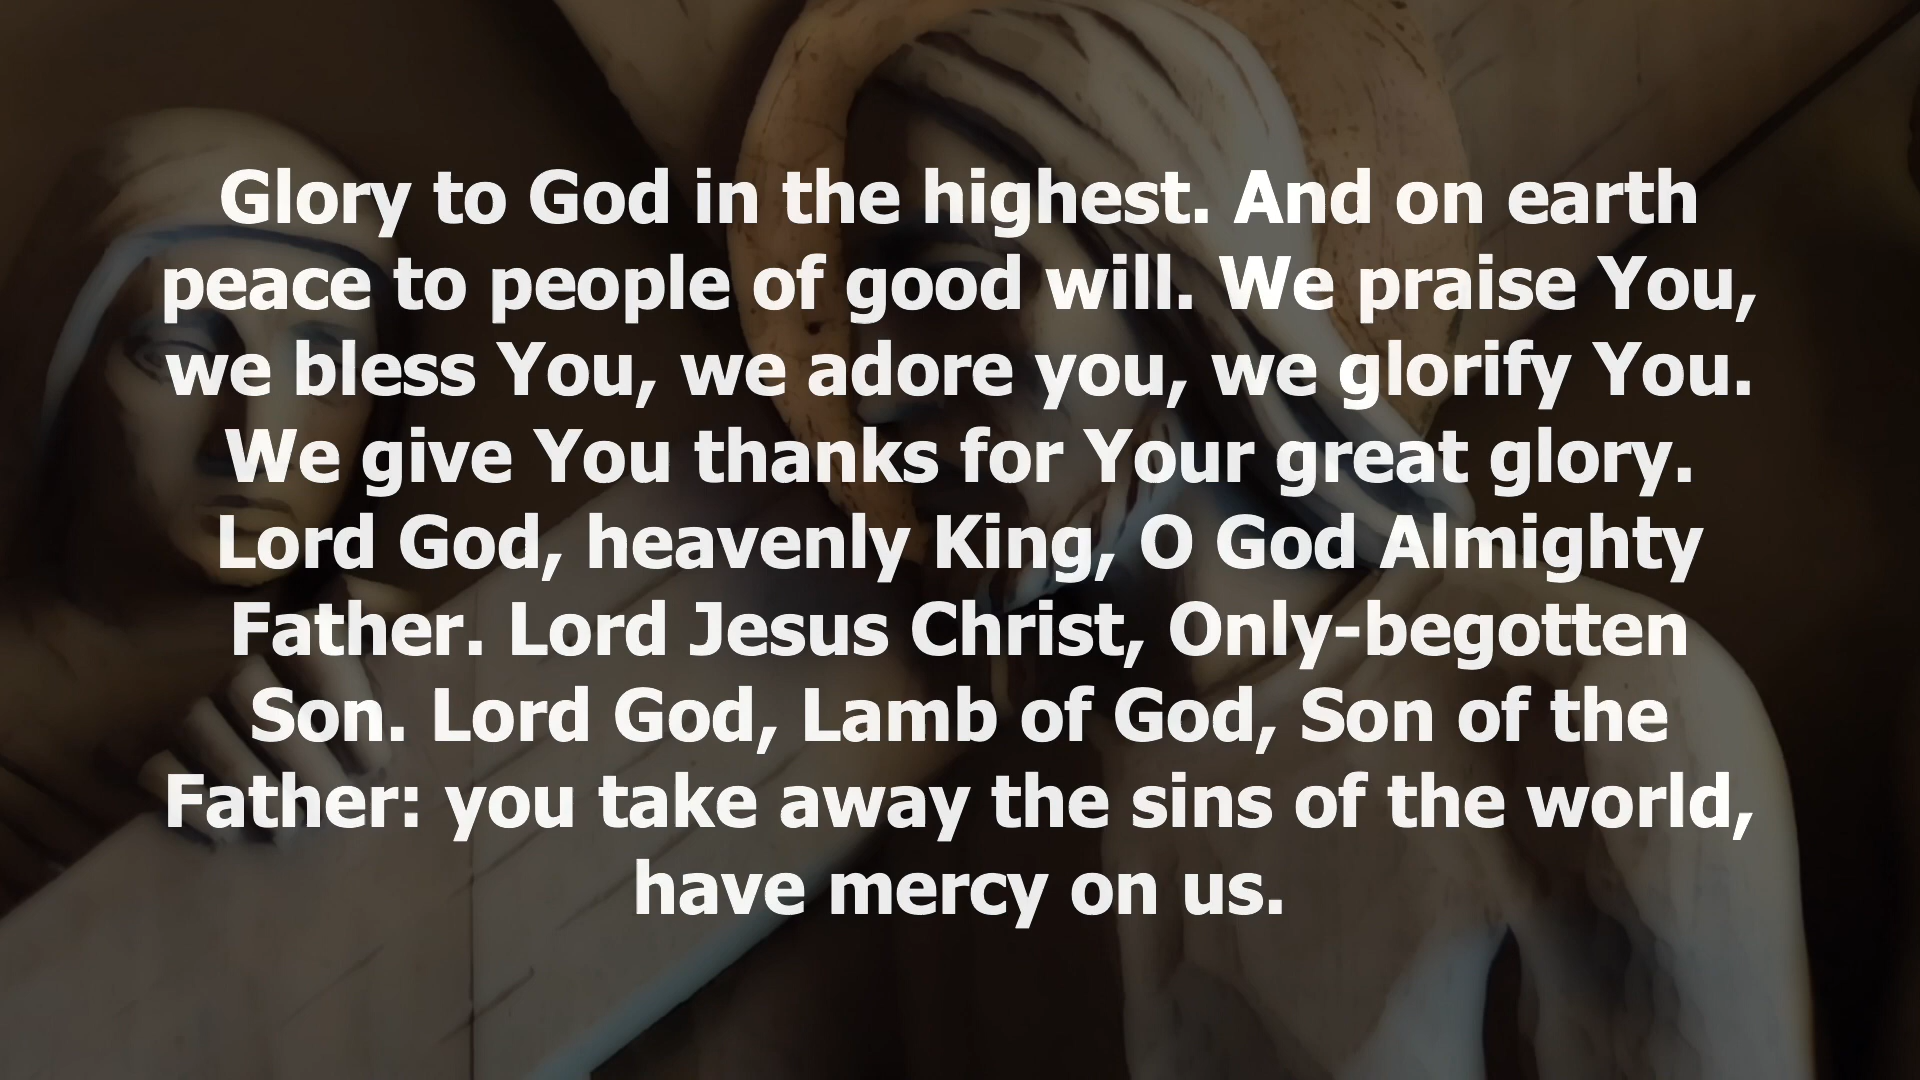 Glory to God in the highest. And on earth
peace to people of good will. We praise You,
we bless You, we adore you, we glorify You.
We give You thanks for Your great glory.
Lord God, heavenly King, O God Almighty
Father. Lord Jesus Christ, Only-begotten
Son. Lord God, Lamb of God, Son of the
Father: you take away the sins of the world,
have mercy on us.